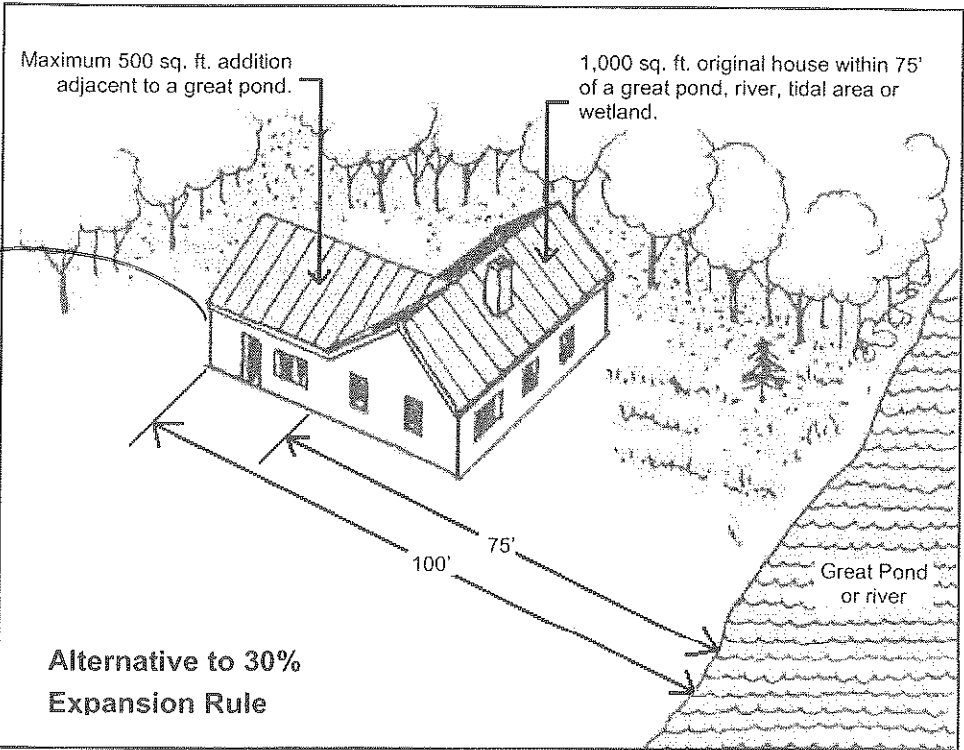 Maximum 500 sq. ft. addition
adjacent to a great pond.
1,000 sq. ft. original house within 75'
of a great pond, river, tidal area or
wetland.
75'
100'
Great Pond
or river
Alternative to 30%
Expansion Rule